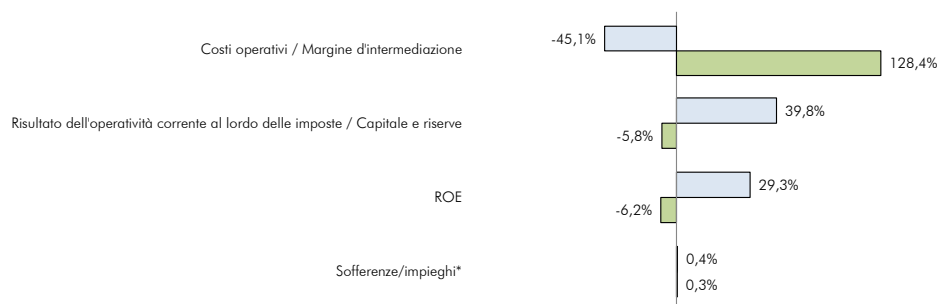 Costi operativi / Margine d'intermediazione
-45,1%
128,4%
Risultato dell'operatività corrente al lordo delle imposte / Capitale e riserve
39,8%
-5,8%
ROE
29,3%
-6,2%
Sofferenze/impieghi*
0,4%
0,3%